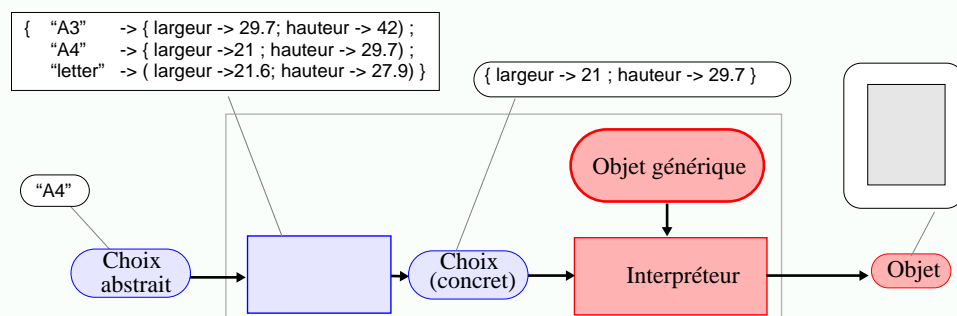 { “A3” -> { largeur -> 29.7; hauteur -> 42) ;
“A4” -> { largeur ->21 ; hauteur -> 29.7) ;
“letter” -> ( largeur ->21.6; hauteur -> 27.9) }
{ largeur -> 21 ; hauteur -> 29.7 }
Objet générique
“A4”
Choix
abstrait
Choix
(concret)
Interpréteur
Objet